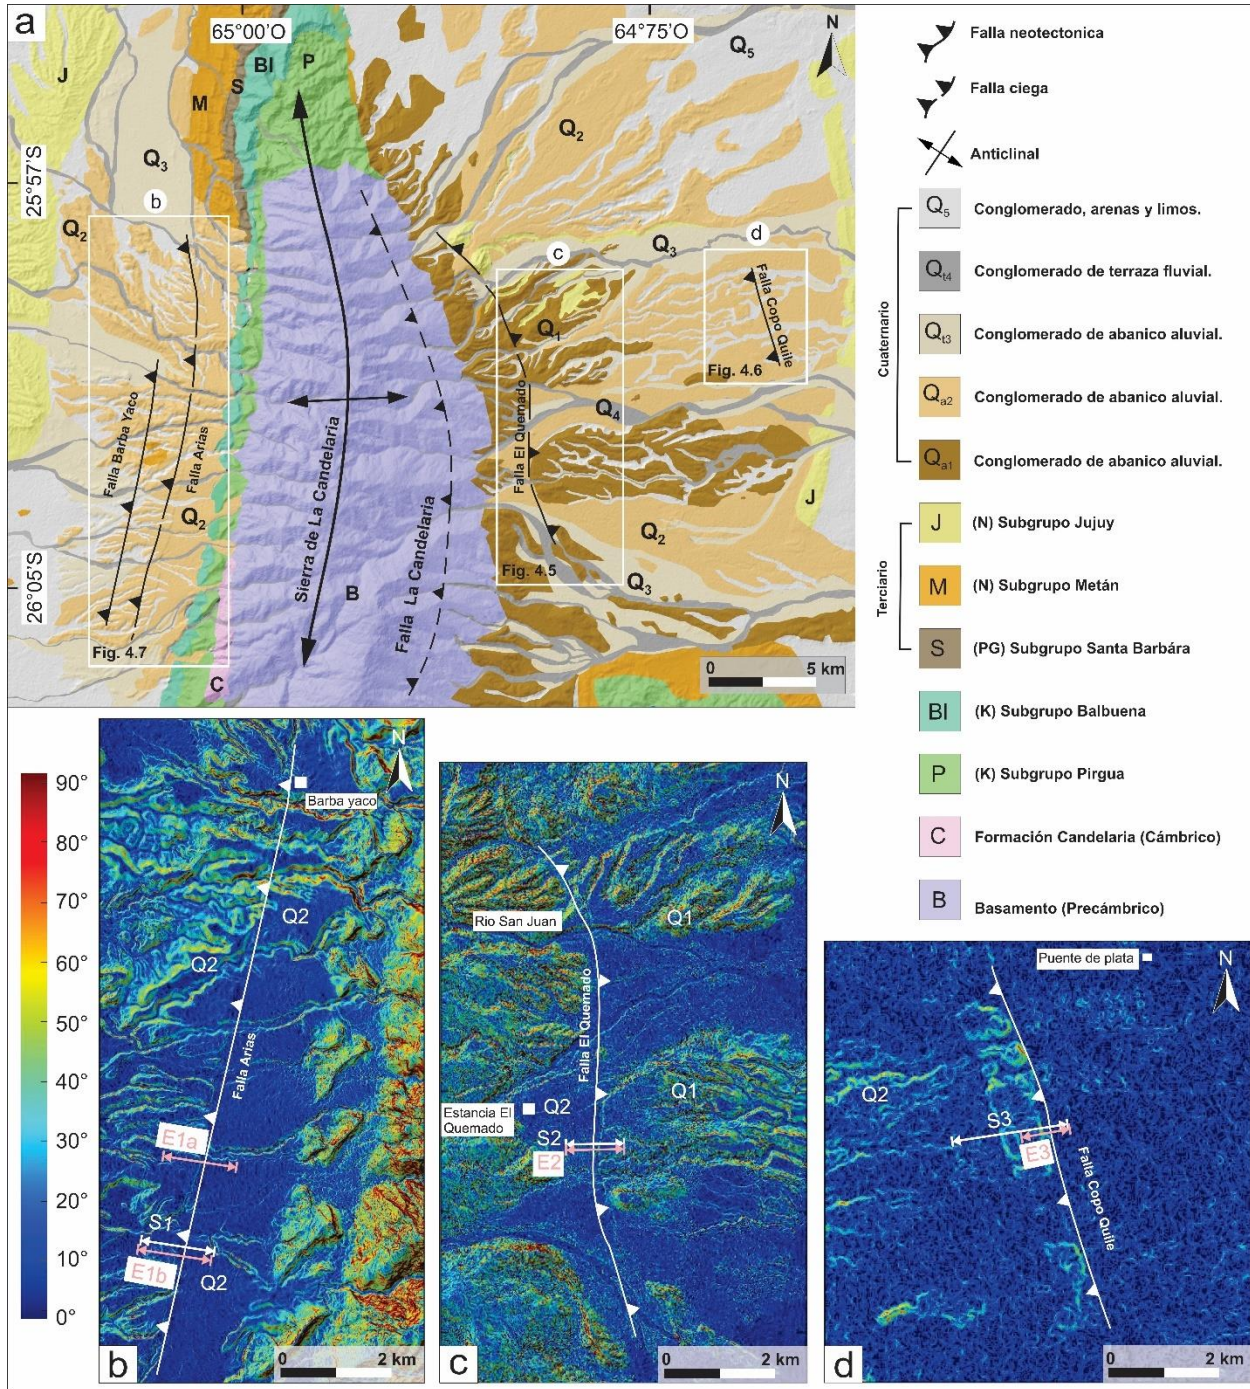 a
65°00'O
64°75'O
N
25°57'S
26°05'S
J
M
S
BI
P
Q5
Q2
Q3
b
Q2
Q3
d
c
Q1
Falla Copo Quile
Fig. 4.6
Q4
Falla El Quemado
Falla Barba Yaco
Falla Arias
Sierra de La Candelaria
Falla La Candelaria
Q2
J
Q2
B
Fig. 4.5
Q3
Fig. 4.7
C
0 5 km
Falla neotectonica
Falla ciega
Anticlinal
Cuaternario
Q5 Conglomerado, arenas y limos.
Qt4 Conglomerado de terraza fluvial.
Qt3 Conglomerado de abanico aluvial.
Qa2 Conglomerado de abanico aluvial.
Qa1 Conglomerado de abanico aluvial.
Terciario
J (N) Subgrupo Jujuy
M (N) Subgrupo Metán
S (PG) Subgrupo Santa Barbára
BI (K) Subgrupo Balbuena
P (K) Subgrupo Pirgua
C Formación Candelaria (Cámbrico)
B Basamento (Precámbrico)
90°
80°
70°
60°
50°
40°
30°
20°
10°
0°
N
Barba yaco
Q2
Q2
Falla Arias
E1a
S1
E1b
Q2
b
0 2 km
N
Rio San Juan
Q1
Falla El Quemado
Q1
Estancia El
Quemado
Q2
S2
E2
c
0 2 km
Puente de plata
N
Q2
S3
E3
Falla Copo Quile
d
0 2 km